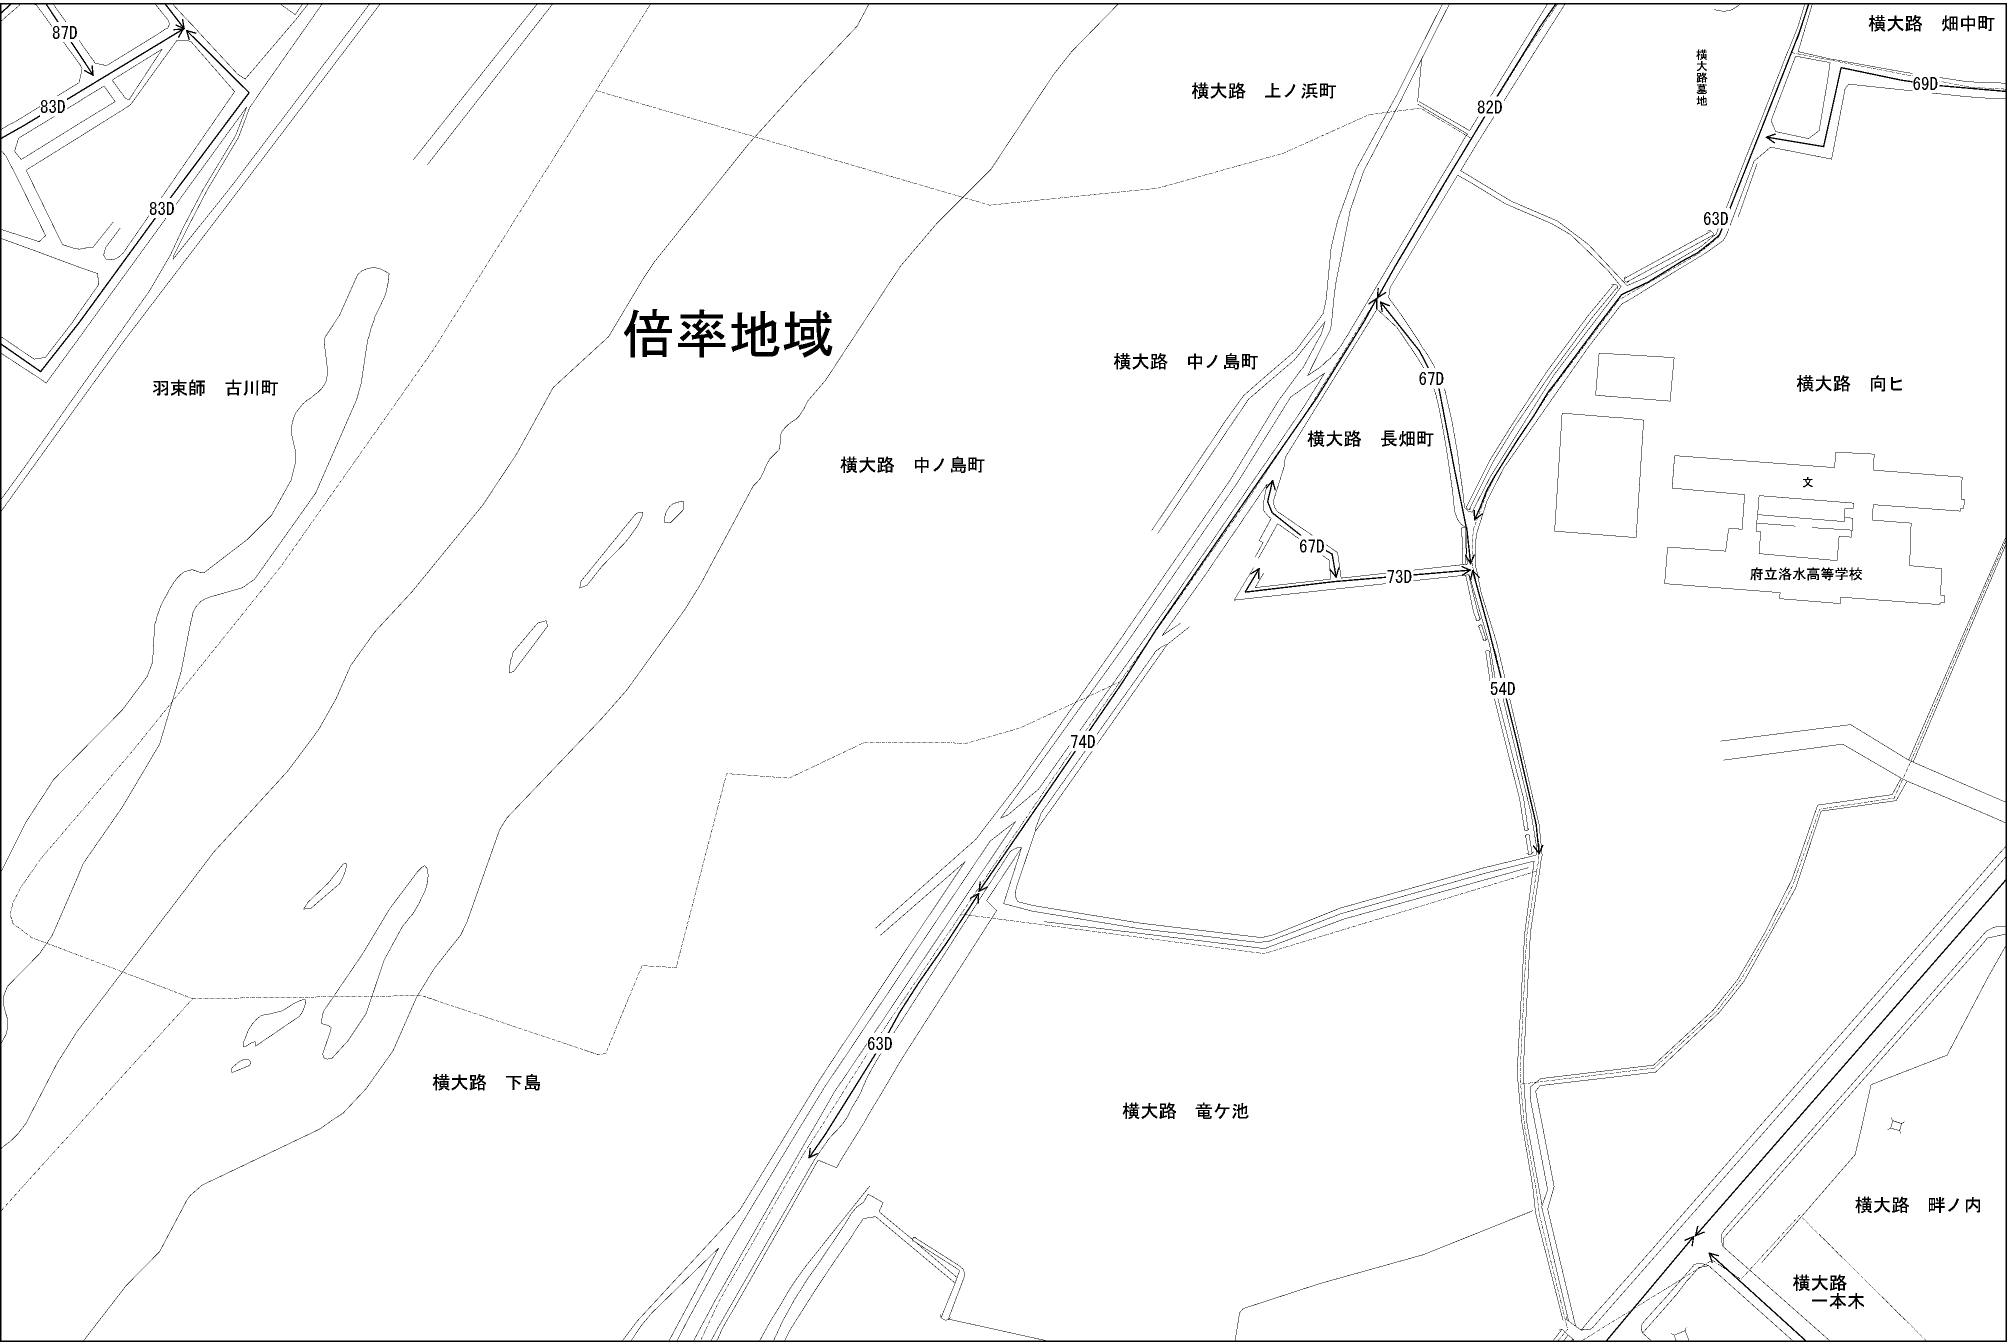 87D
横大路　畑中町
横大路墓地
69D
横大路　上ノ浜町
83D
82D
83D
63D
倍率地域
横大路　中ノ島町
67D
横大路　向ヒ
羽束師　古川町
横大路　長畑町
横大路　中ノ島町
文
67D
73D
府立洛水高等学校
54D
74D
63D
横大路　下島
横大路　竜ケ池
横大路　畔ノ内
横大路
一本木